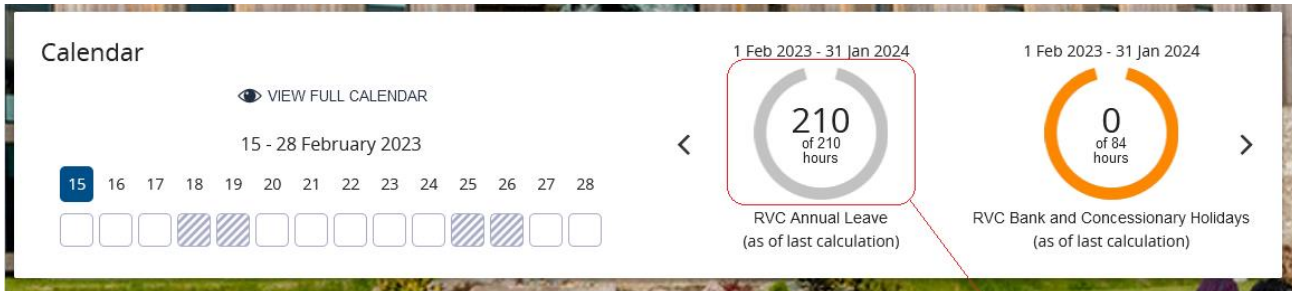 Calendar
VIEW FULL CALENDAR
15 - 28 February 2023
15 16 17 18 19 20 21 22 23 24 25 26 27 28
1 Feb 2023 - 31 Jan 2024
210
of 210
hours
RVC Annual Leave
(as of last calculation)
1 Feb 2023 - 31 Jan 2024
0
of 84
hours
RVC Bank and Concessionary Holidays
(as of last calculation)